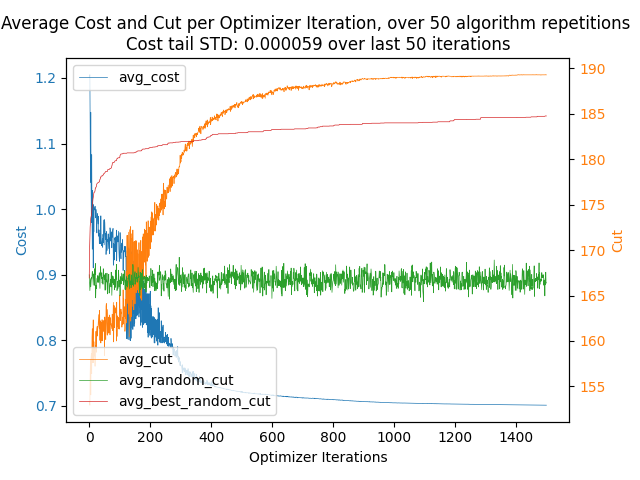 Average Cost and Cut per Optimizer Iteration, over 50 algorithm repetitions
Cost tail STD: 0.000059 over last 50 iterations
avg_cost
1.2
1.1
1.0
0.9
0.8
0.7
Cost
190
185
180
175
170
165
160
155
Cut
avg_cut
avg_random_cut
avg_best_random_cut
0 200 400 600 800 1000 1200 1400
Optimizer Iterations